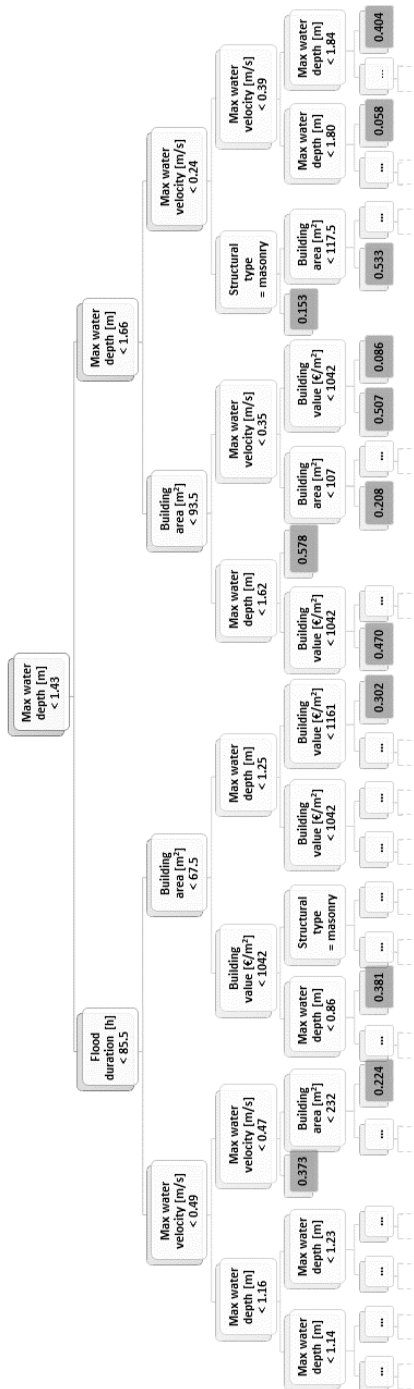 Max water
depth [m]
< 1.43
Flood
duration [h]
< 85.5
Max water
depth [m]
< 1.66
Max water
velocity [m/s]
< 0.49
Building
area [m²]
< 67.5
Building
area [m²]
< 93.5
Max water
velocity [m/s]
< 0.24
Max water
depth [m]
< 1.16
Max water
velocity [m/s]
< 0.47
Building
value [€/m²]
< 1042
Max water
depth [m]
< 1.25
Max water
depth [m]
< 1.62
Max water
velocity [m/s]
< 0.35
Structural
type
= masonry
Max water
velocity [m/s]
< 0.39
Max water
depth [m]
< 1.14
Max water
depth [m]
< 1.23
0.373
Building
area [m²]
< 232
Max water
depth [m]
< 0.86
Structural
type
= masonry
Building
value [€/m²]
< 1042
Building
value [€/m²]
< 1161
Building
value [€/m²]
< 1042
0.578
Building
area [m²]
< 107
Building
value [€/m²]
< 1042
0.153
Building
area [m²]
< 117.5
Max water
depth [m]
< 1.80
Max water
depth [m]
< 1.84
...
...
...
...
...
0.224
...
0.381
...
...
...
...
...
0.302
0.470
...
0.208
...
0.507
0.086
0.533
...
...
0.058
...
0.404